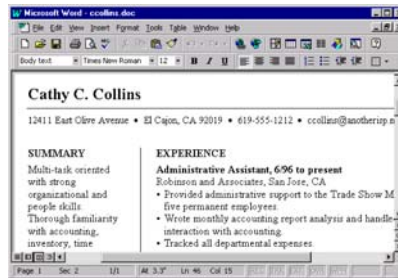 Microsoft Word - ccollins.doc
File Edit View Insert Format Tools Table Window Help
Body text Times New Roman 12 B I U
Cathy C. Collins
12411 East Olive Avenue • El Cajon, CA 92019 • 619-555-1212 • ccollins@anotherisp.n
SUMMARY
Multi-task oriented
with strong
organizational and
people skills.
Thorough familiarity
with accounting,
inventory, time
EXPERIENCE
Administrative Assistant, 6/96 to present
Robinson and Associates, San Jose, CA
• Provided administrative support to the Trade Show M
five permanent employees.
• Wrote monthly accounting report analysis and handle
interaction with accounting.
• Tracked all departmental expenses.
Page 1 Sec 2 1/1 At 3.3" Ln 46 Col 15